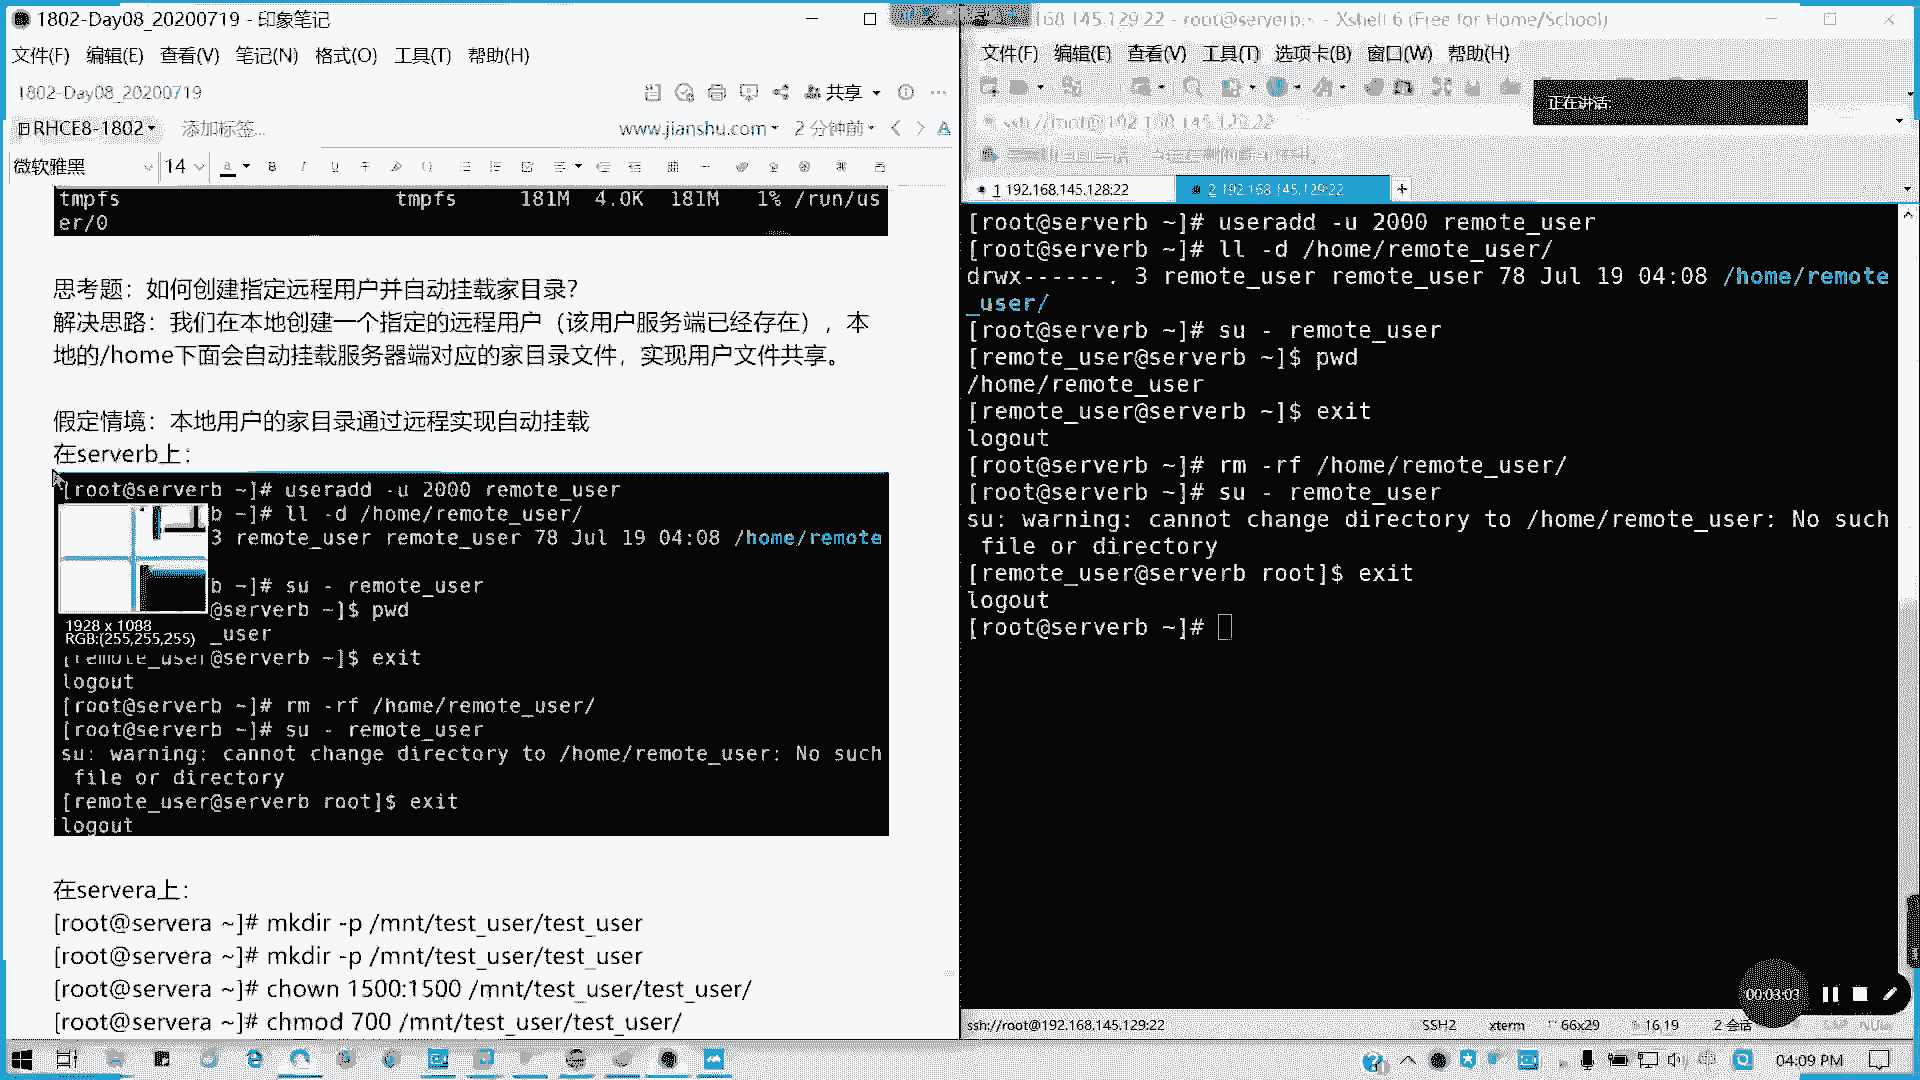 1802-Day08_20200719 - 印象笔记
文件(F) 编辑(E) 查看(V) 笔记(N) 格式(O) 工具(T) 帮助(H)
1802-Day08_20200719
共享
RHCE8-1802
添加标签...
www.jianshu.com
2 分钟前
微软雅黑
14
tmpfs tmpfs 181M 4.0K 181M 1% /run/us
er/0
思考题：如何创建指定远程用户并自动挂载家目录？
解决思路：我们在本地创建一个指定的远程用户（该用户服务端已经存在），本
地的/home下面会自动挂载服务器端对应的家目录文件，实现用户文件共享。
假定情境：本地用户的家目录通过远程实现自动挂载
在serverb上：
[root@serverb ~]# useradd -u 2000 remote_user
b ~]# ll -d /home/remote_user/
3 remote_user remote_user 78 Jul 19 04:08 /home/remote
b ~]# su - remote_user
@serverb ~]$ pwd
_user
1928 x 1088
RGB:(255,255,255)
[remote_user@serverb ~]$ exit
logout
[root@serverb ~]# rm -rf /home/remote_user/
[root@serverb ~]# su - remote_user
su: warning: cannot change directory to /home/remote_user: No such
file or directory
[remote_user@serverb root]$ exit
logout
在servera上：
[root@servera ~]# mkdir -p /mnt/test_user/test_user
[root@servera ~]# mkdir -p /mnt/test_user/test_user
[root@servera ~]# chown 1500:1500 /mnt/test_user/test_user/
[root@servera ~]# chmod 700 /mnt/test_user/test_user/
168.145.129:22 - root@serverb:~ - Xshell 6 (Free for Home/School)
文件(F) 编辑(E) 查看(V) 工具(T) 选项卡(B) 窗口(W) 帮助(H)
正在讲话:
ssh://root@192.168.145.129:22
1 192.168.145.128:22
2 192.168.145.129:22
[root@serverb ~]# useradd -u 2000 remote_user
[root@serverb ~]# ll -d /home/remote_user/
drwx------. 3 remote_user remote_user 78 Jul 19 04:08 /home/remote
_user/
[root@serverb ~]# su - remote_user
[remote_user@serverb ~]$ pwd
/home/remote_user
[remote_user@serverb ~]$ exit
logout
[root@serverb ~]# rm -rf /home/remote_user/
[root@serverb ~]# su - remote_user
su: warning: cannot change directory to /home/remote_user: No such
file or directory
[remote_user@serverb root]$ exit
logout
[root@serverb ~]#
00:03:03
ssh://root@192.168.145.129:22
SSH2
xterm
66x29
16,19
2 会话
CAP NUM
04:09 PM